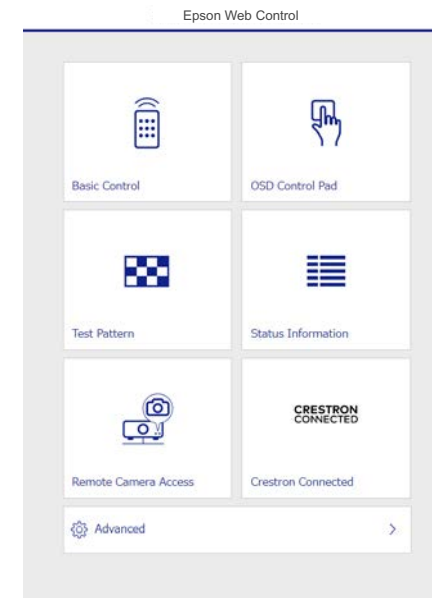 Epson Web Control
Basic Control
OSD Control Pad
Test Pattern
Status Information
CRESTRON
CONNECTED
Remote Camera Access
Crestron Connected
Advanced